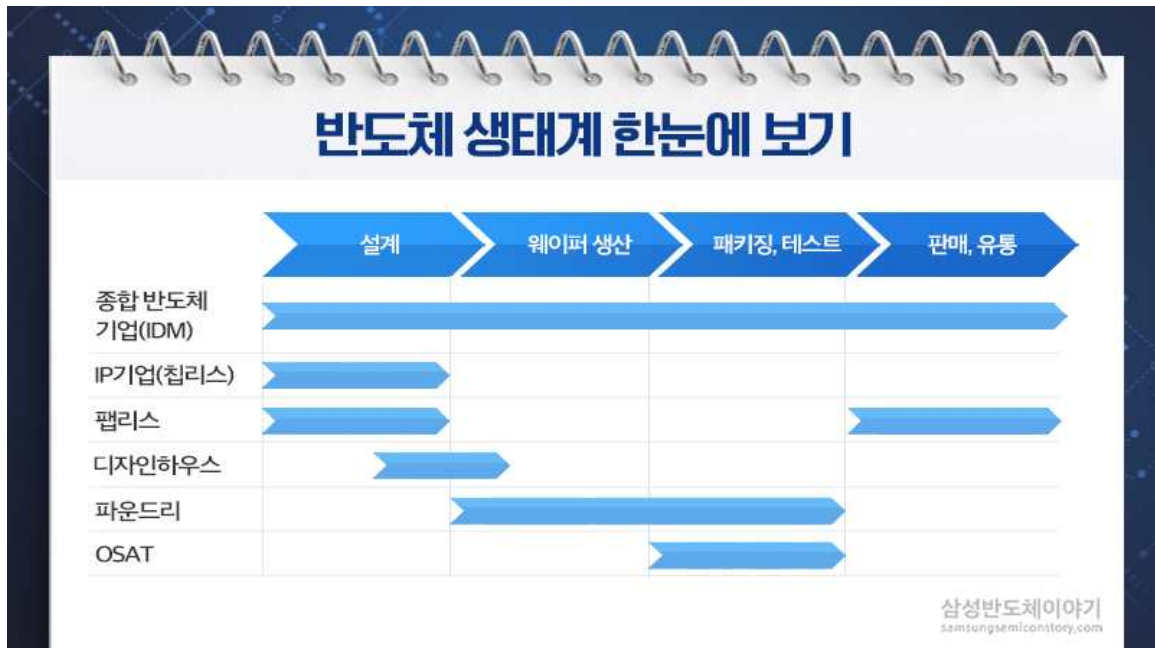 반도체 생태계 한눈에 보기
설계
웨이퍼 생산
패키징, 테스트
판매, 유통
종합 반도체
기업(IDM)
IP기업(칩리스)
팹리스
디자인하우스
파운드리
OSAT
삼성반도체이야기
samsungsemiconstory.com